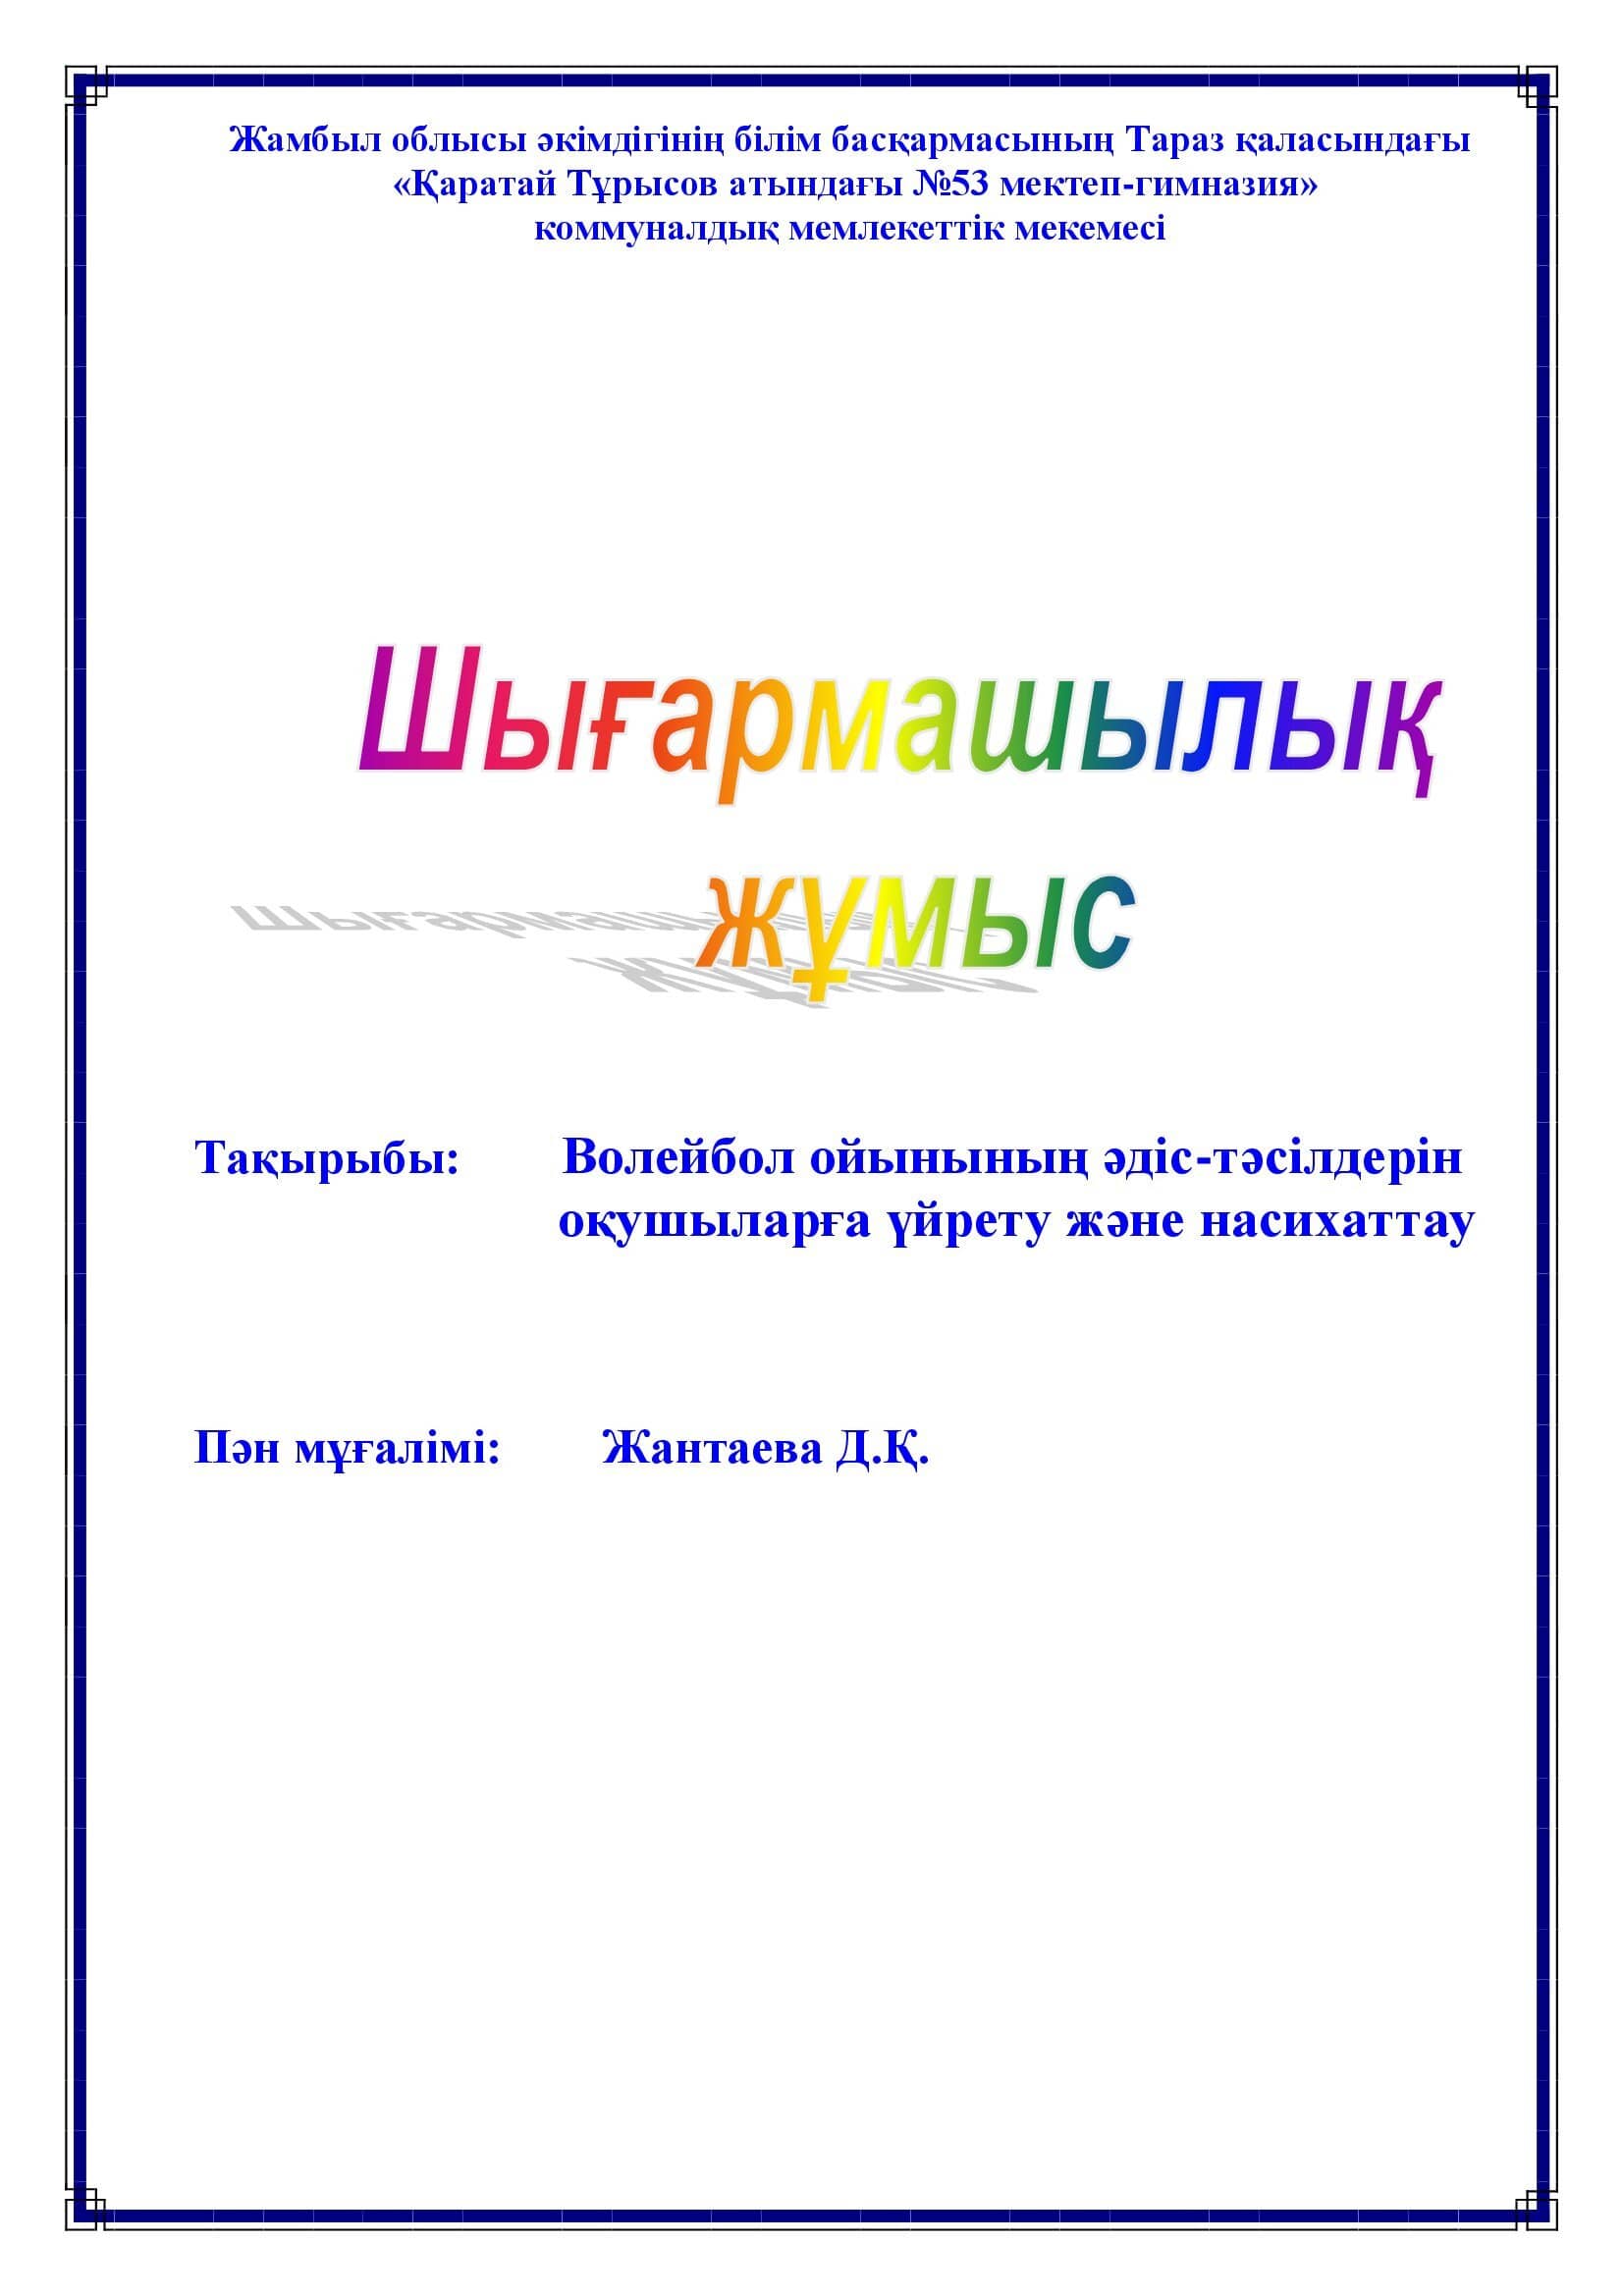 Жамбыл облысы әкімдігінің білім басқармасының Тараз қаласындағы
«Қаратай Тұрысов атындағы №53 мектеп-гимназия»
коммуналдық мемлекеттік мекемесі
Шығармашылық
жұмыс
Тақырыбы: Волейбол ойынының әдіс-тәсілдерін
оқушыларға үйрету және насихаттау
Пән мұғалімі: Жантаева Д.Қ.